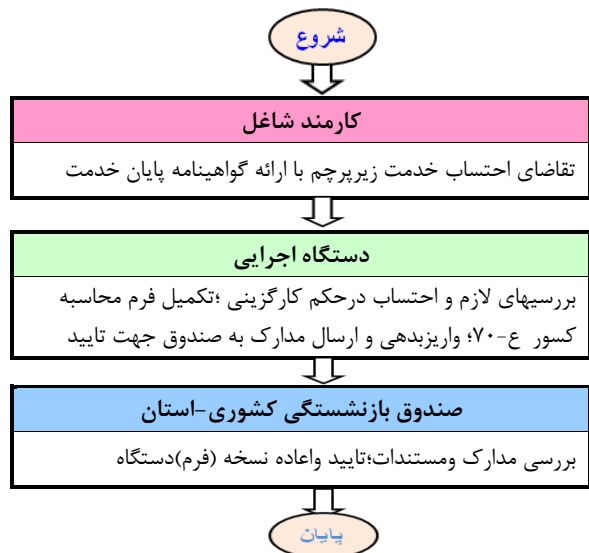 شروع
کارمند شاغل
تقاضای احتساب خدمت زیرپرچم با ارائه گواهینامه پایان خدمت
دستگاه اجرایی
بررسیهای لازم و احتساب درحکم کارگزینی ؛تکمیل فرم محاسبه
کسور ع-۷۰؛ واریزبدهی و ارسال مدارک به صندوق جهت تایید
صندوق بازنشستگی کشوری-استان
بررسی مدارک ومستندات؛تایید واعاده نسخه (فرم)دستگاه
پایان